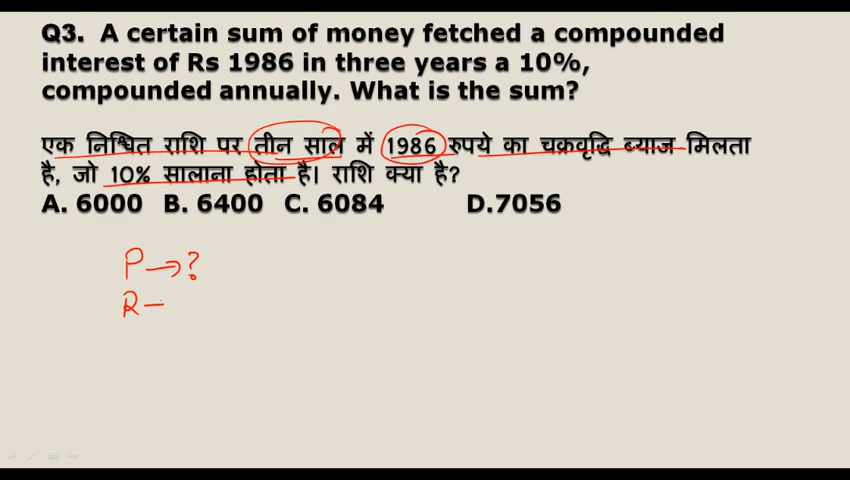 Q3. A certain sum of money fetched a compounded
interest of Rs 1986 in three years a 10%,
compounded annually. What is the sum?
एक निश्चित राशि पर तीन साल में 1986 रुपये का चक्रवृद्धि ब्याज मिलता
है, जो 10% सालाना होता है। राशि क्या है?
A. 6000 B. 6400 C. 6084 D.7056
P→?
R–